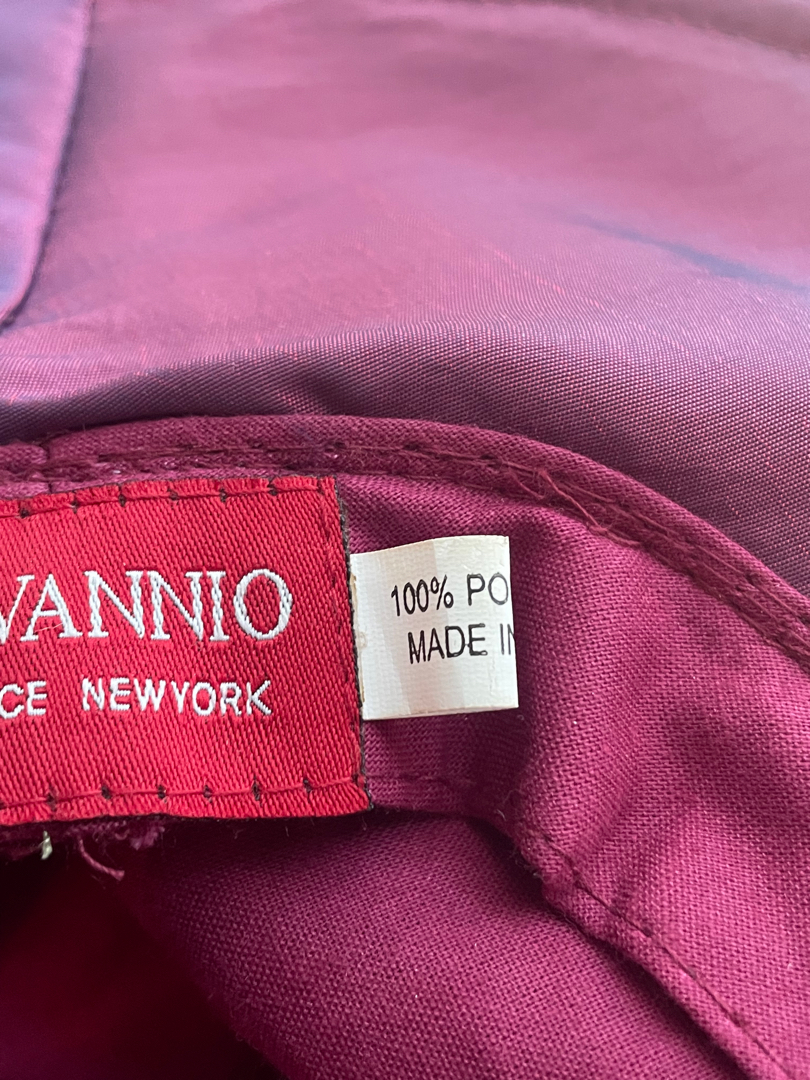 VANNIO
CE NEWYORK
100% PO
MADE IN